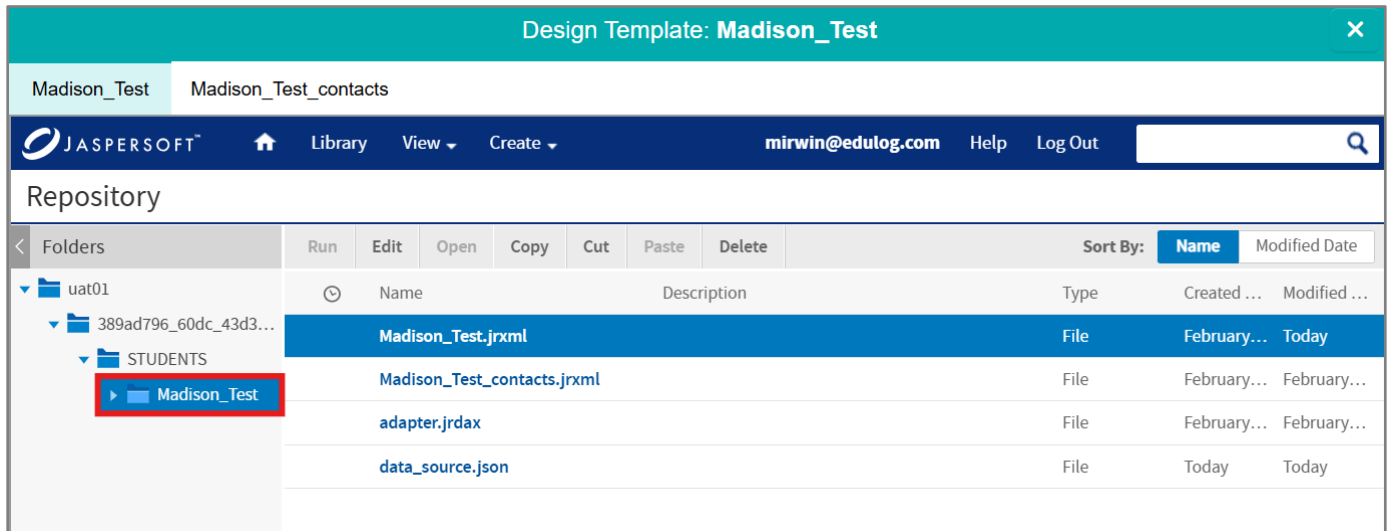 Design Template: Madison_Test
Madison_Test Madison_Test_contacts
JASPERSOFT™ Library View Create mirwin@edulog.com Help Log Out
Repository
Folders Run Edit Open Copy Cut Paste Delete Sort By: Name Modified Date
uat01 Name Description Type Created ... Modified ...
389ad796_60dc_43d3...
Madison_Test.jrxml File February... Today
STUDENTS
Madison_Test_contacts.jrxml File February... February...
Madison_Test
adapter.jrdax File February... February...
data_source.json File Today Today